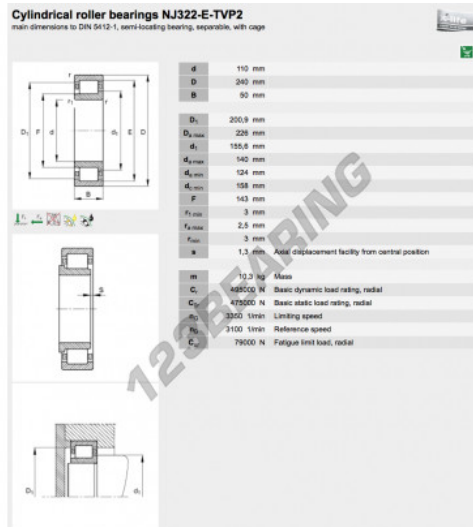 Cylindrical roller bearings NJ322-E-TVP2
main dimensions to DIN 5412-1, semi-locating bearing, separable, with cage
d 110 mm
D 240 mm
B 50 mm
D₁ 200,9 mm
Dₐ max 226 mm
d₁ 155,6 mm
dₐ max 140 mm
dₐ min 124 mm
d꜀ min 158 mm
F 143 mm
r₁ min 3 mm
rₐ max 2,5 mm
rₘᵢₙ 3 mm
s 1,3 mm Axial displacement facility from central position
m 10,3 kg Mass
Cᵣ Basic dynamic load rating, radial
C₀ᵣ 475000 N Basic static load rating, radial
n_G 3350 1/min Limiting speed
3100 1/min Reference speed
79000 N Fatigue limit load, radial
r
r₁
D₁ F d d₁ E D
B
S
123BEARING